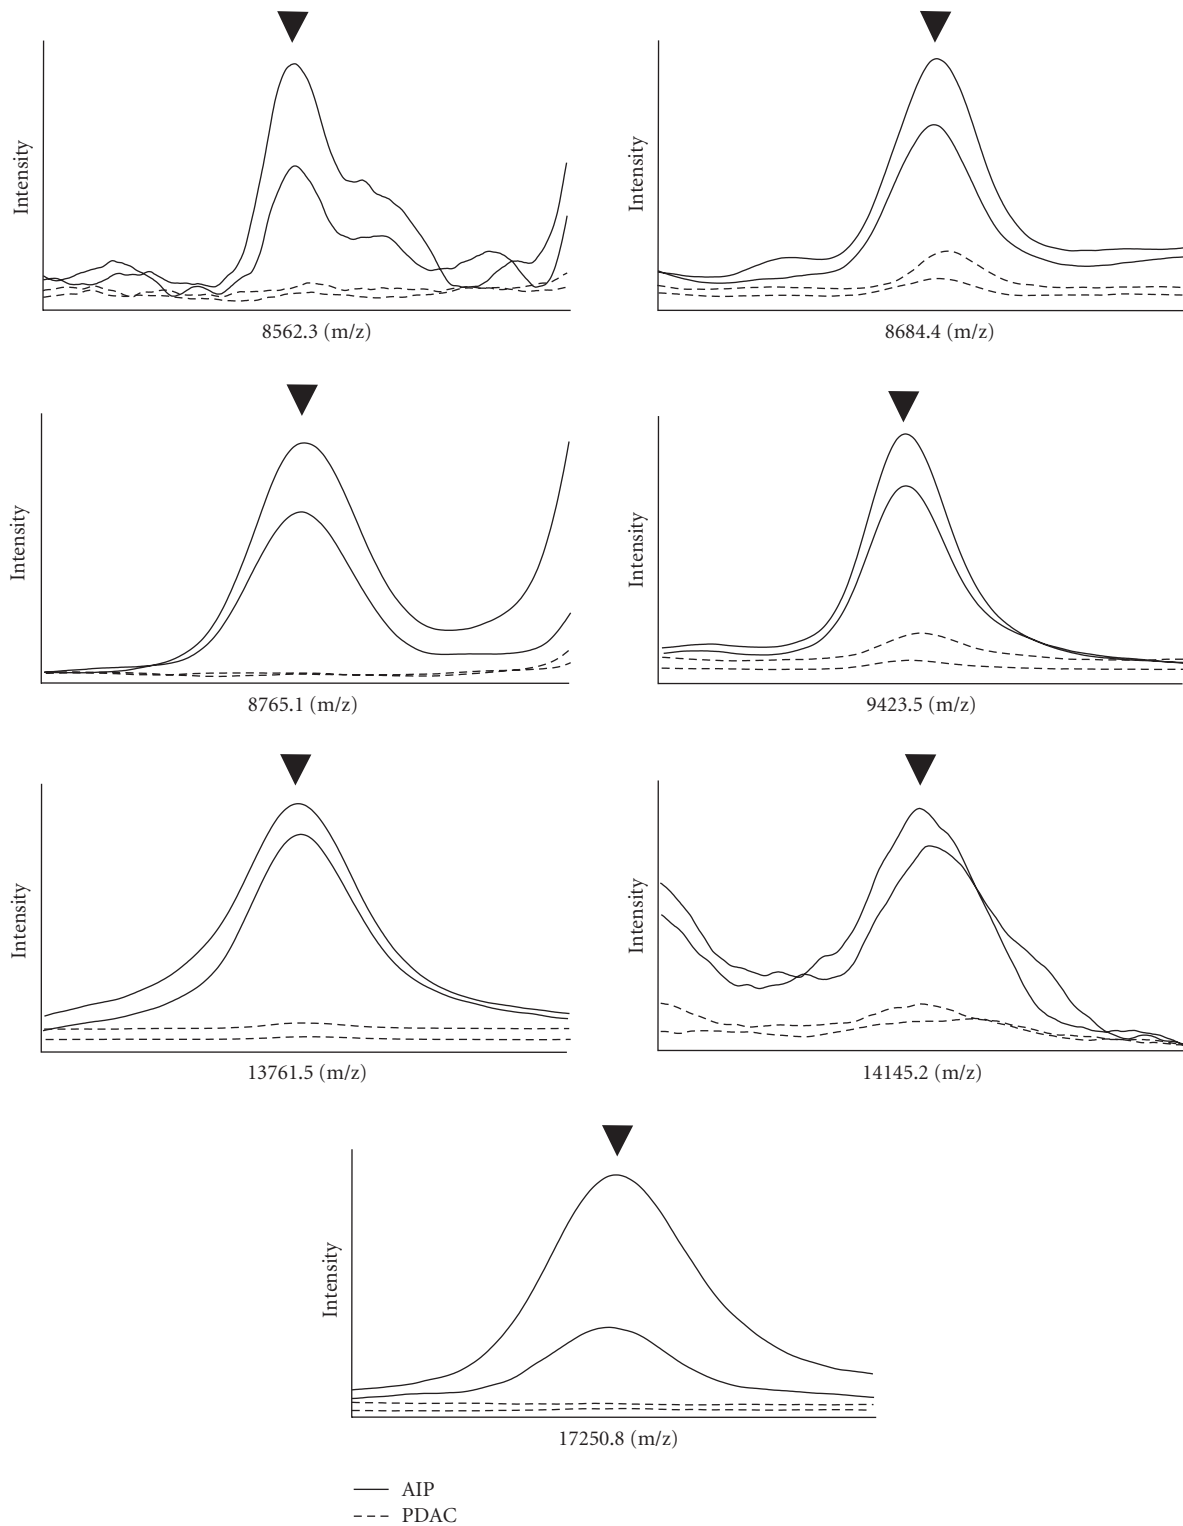 Intensity
8562.3 (m/z)
Intensity
8684.4 (m/z)
Intensity
8765.1 (m/z)
Intensity
9423.5 (m/z)
Intensity
13761.5 (m/z)
Intensity
14145.2 (m/z)
Intensity
17250.8 (m/z)
AIP
PDAC